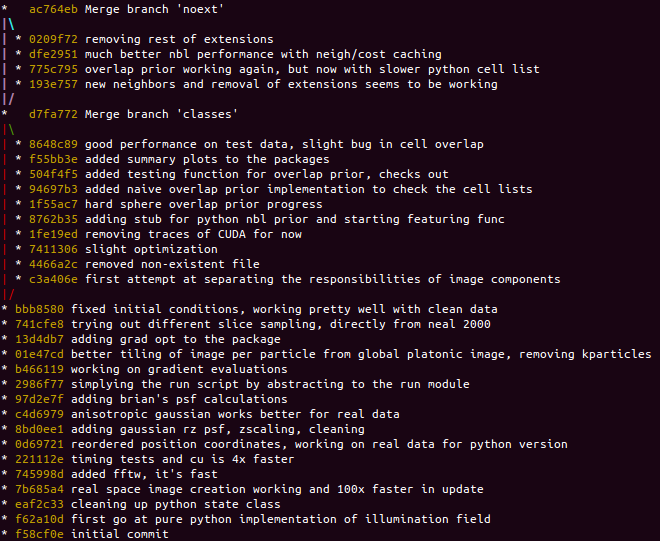 *   ac764eb Merge branch 'noext'
|\
| * 0209f72 removing rest of extensions
| * dfe2951 much better nbl performance with neigh/cost caching
| * 775c795 overlap prior working again, but now with slower python cell list
| * 193e757 new neighbors and removal of extensions seems to be working
|/
*   d7fa772 Merge branch 'classes'
|\
| * 8648c89 good performance on test data, slight bug in cell overlap
| * f55bb3e added summary plots to the packages
| * 504f4f5 added testing function for overlap prior, checks out
| * 94697b3 added naive overlap prior implementation to check the cell lists
| * 1f55ac7 hard sphere overlap prior progress
| * 8762b35 adding stub for python nbl prior and starting featuring func
| * 1fe19ed removing traces of CUDA for now
| * 7411306 slight optimization
| * 4466a2c removed non-existent file
| * c3a406e first attempt at separating the responsibilities of image components
|/
* bbb8580 fixed initial conditions, working pretty well with clean data
* 741cfe8 trying out different slice sampling, directly from neal 2000
* 13d4db7 adding grad opt to the package
* 01e47cd better tiling of image per particle from global platonic image, removing kparticles
* b466119 working on gradient evaluations
* 2986f77 simplying the run script by abstracting to the run module
* 97d2e7f adding brian's psf calculations
* c4d6979 anisotropic gaussian works better for real data
* 8bd0ee1 adding gaussian rz psf, zscaling, cleaning
* 0d69721 reordered position coordinates, working on real data for python version
* 221112e timing tests and cu is 4x faster
* 745998d added fftw, it's fast
* 7b685a4 real space image creation working and 100x faster in update
* eaf2c33 cleaning up python state class
* f62a10d first go at pure python implementation of illumination field
* f58cf0e initial commit